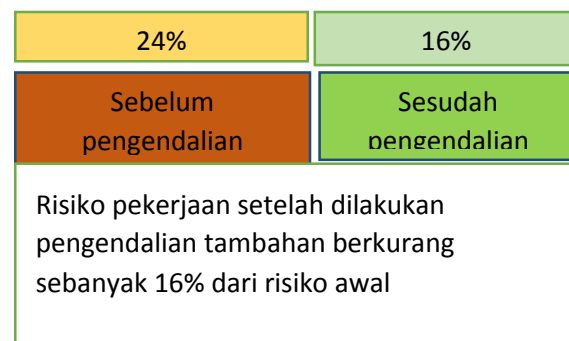 24%
16%
Sebelum
pengendalian
Sesudah
pengendalian
Risiko pekerjaan setelah dilakukan
pengendalian tambahan berkurang
sebanyak 16% dari risiko awal